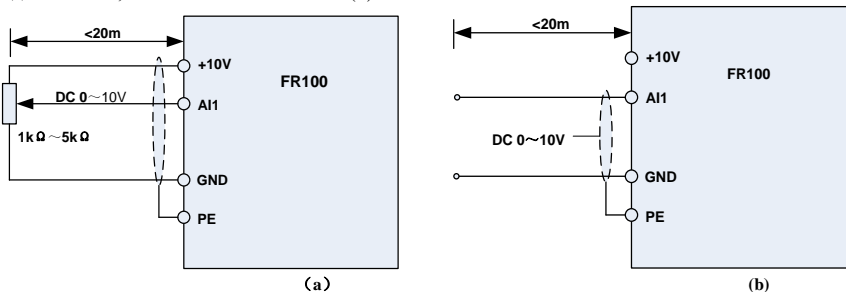 <20m
+10V
FR100
DC 0～10V
AI1
1kΩ～5kΩ
GND
PE
(a)
<20m
+10V
FR100
AI1
DC 0～10V
GND
PE
(b)